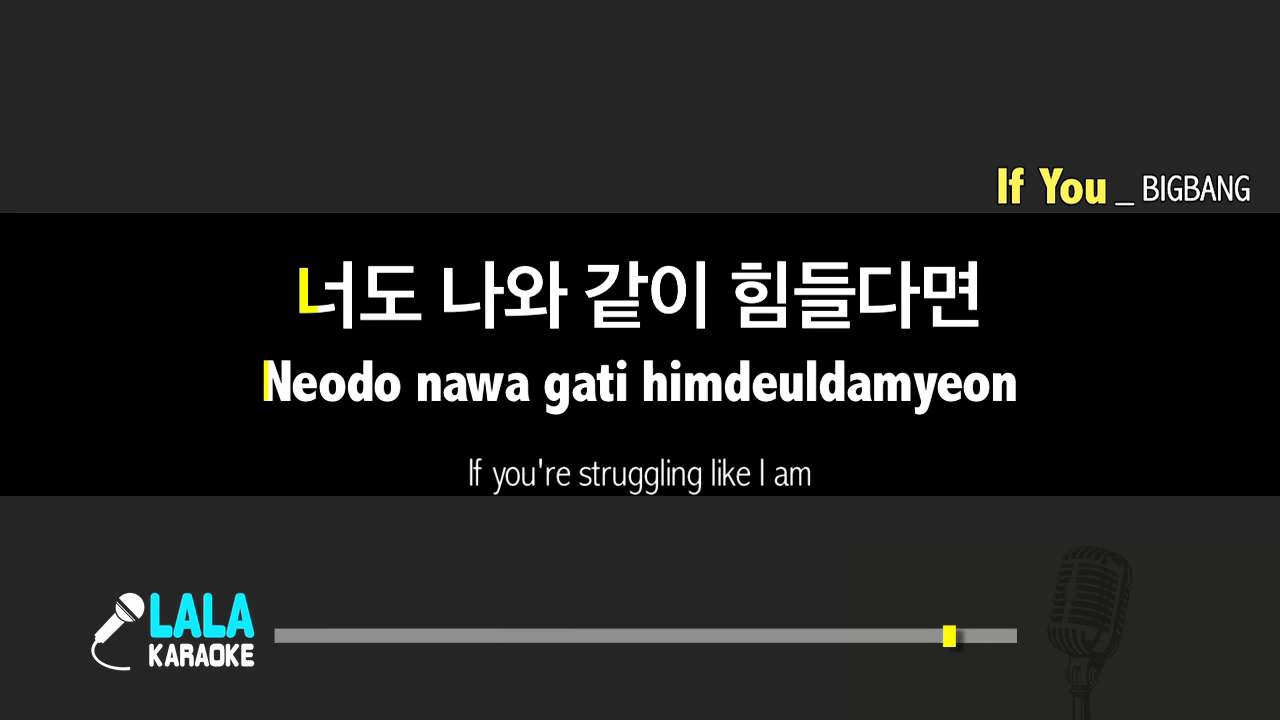 If You _ BIGBANG
너도 나와 같이 힘들다면
Neodo nawa gati himdeuldamyeon
If you're struggling like I am
LALA
KARAOKE